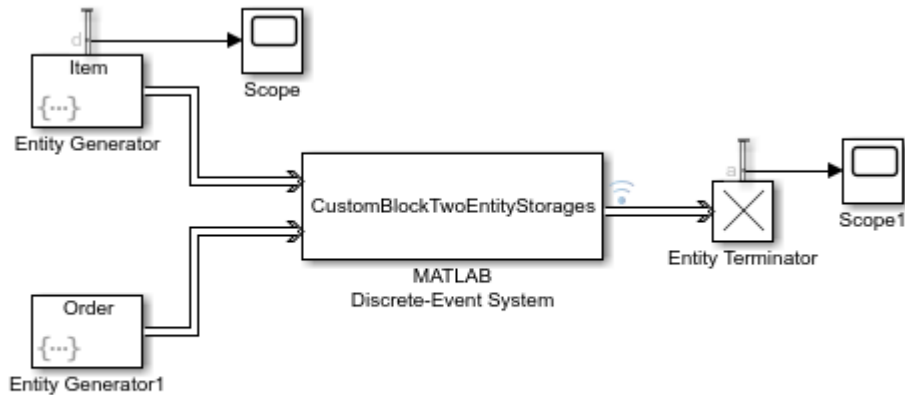 d
Item
{...}
Entity Generator
Scope
CustomBlockTwoEntityStorages
MATLAB
Discrete-Event System
a
Entity Terminator
Scope1
Order
{...}
Entity Generator1